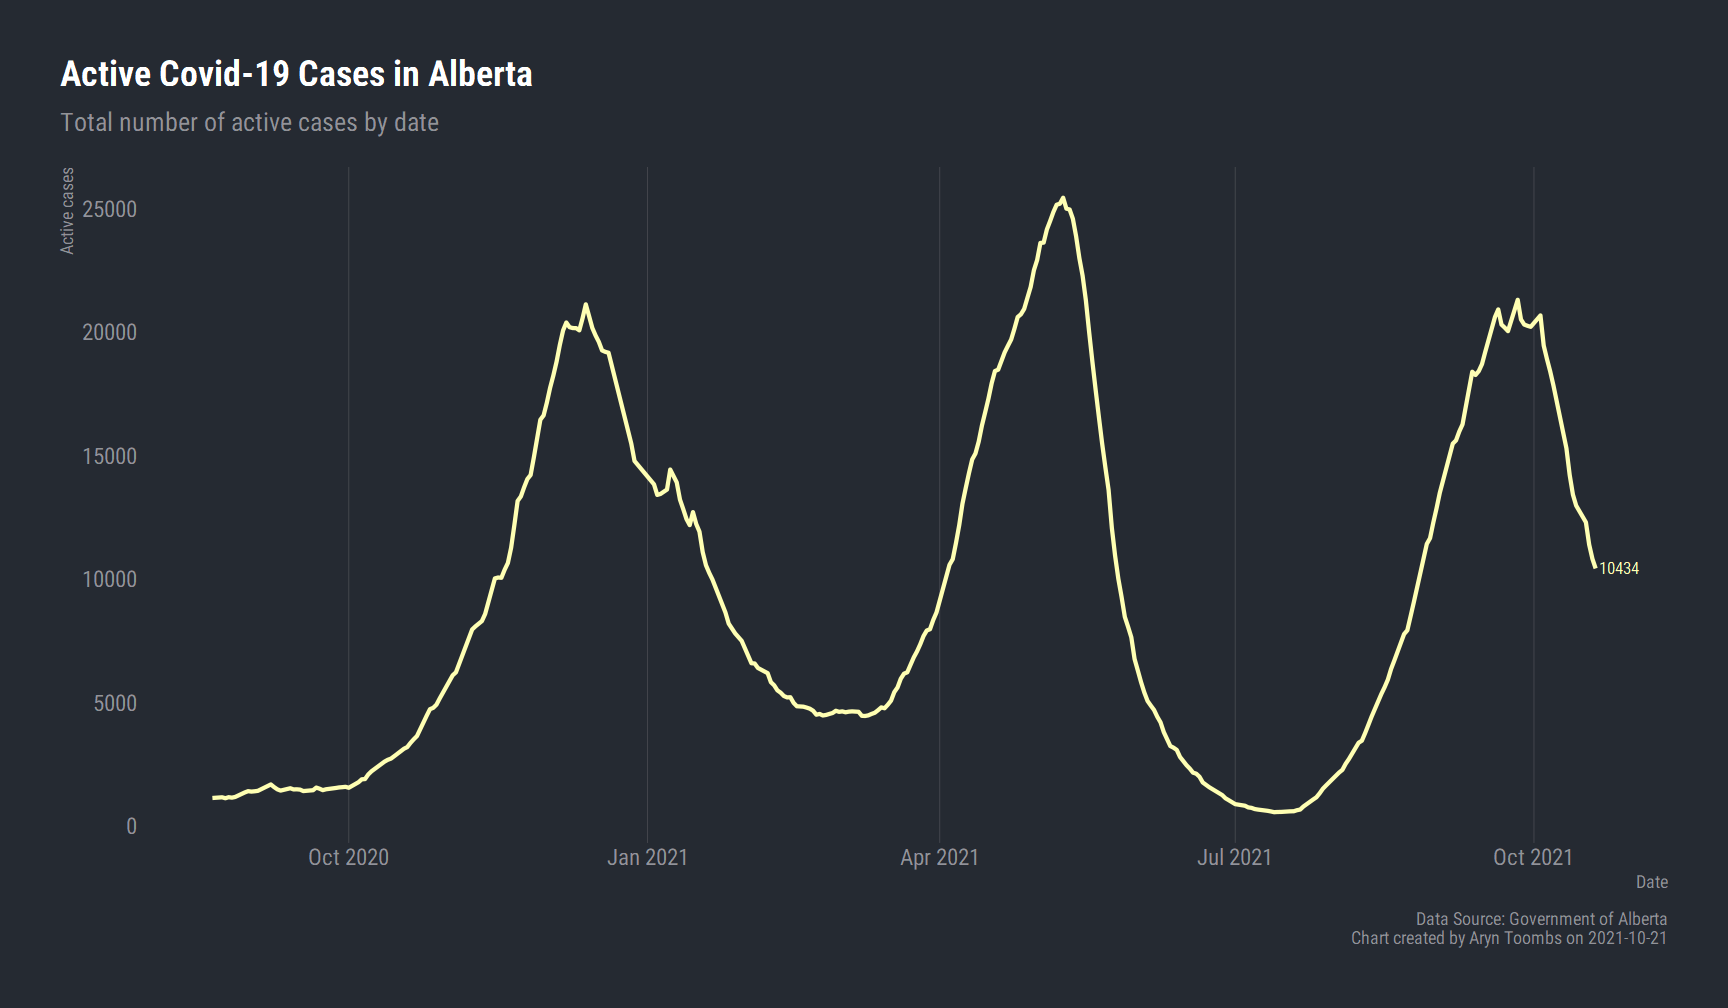 Active Covid-19 Cases in Alberta
Total number of active cases by date
Active cases
25000
20000
15000
10000
5000
0
10434
Oct 2020
Jan 2021
Apr 2021
Jul 2021
Oct 2021
Date
Data Source: Government of Alberta
Chart created by Aryn Toombs on 2021-10-21